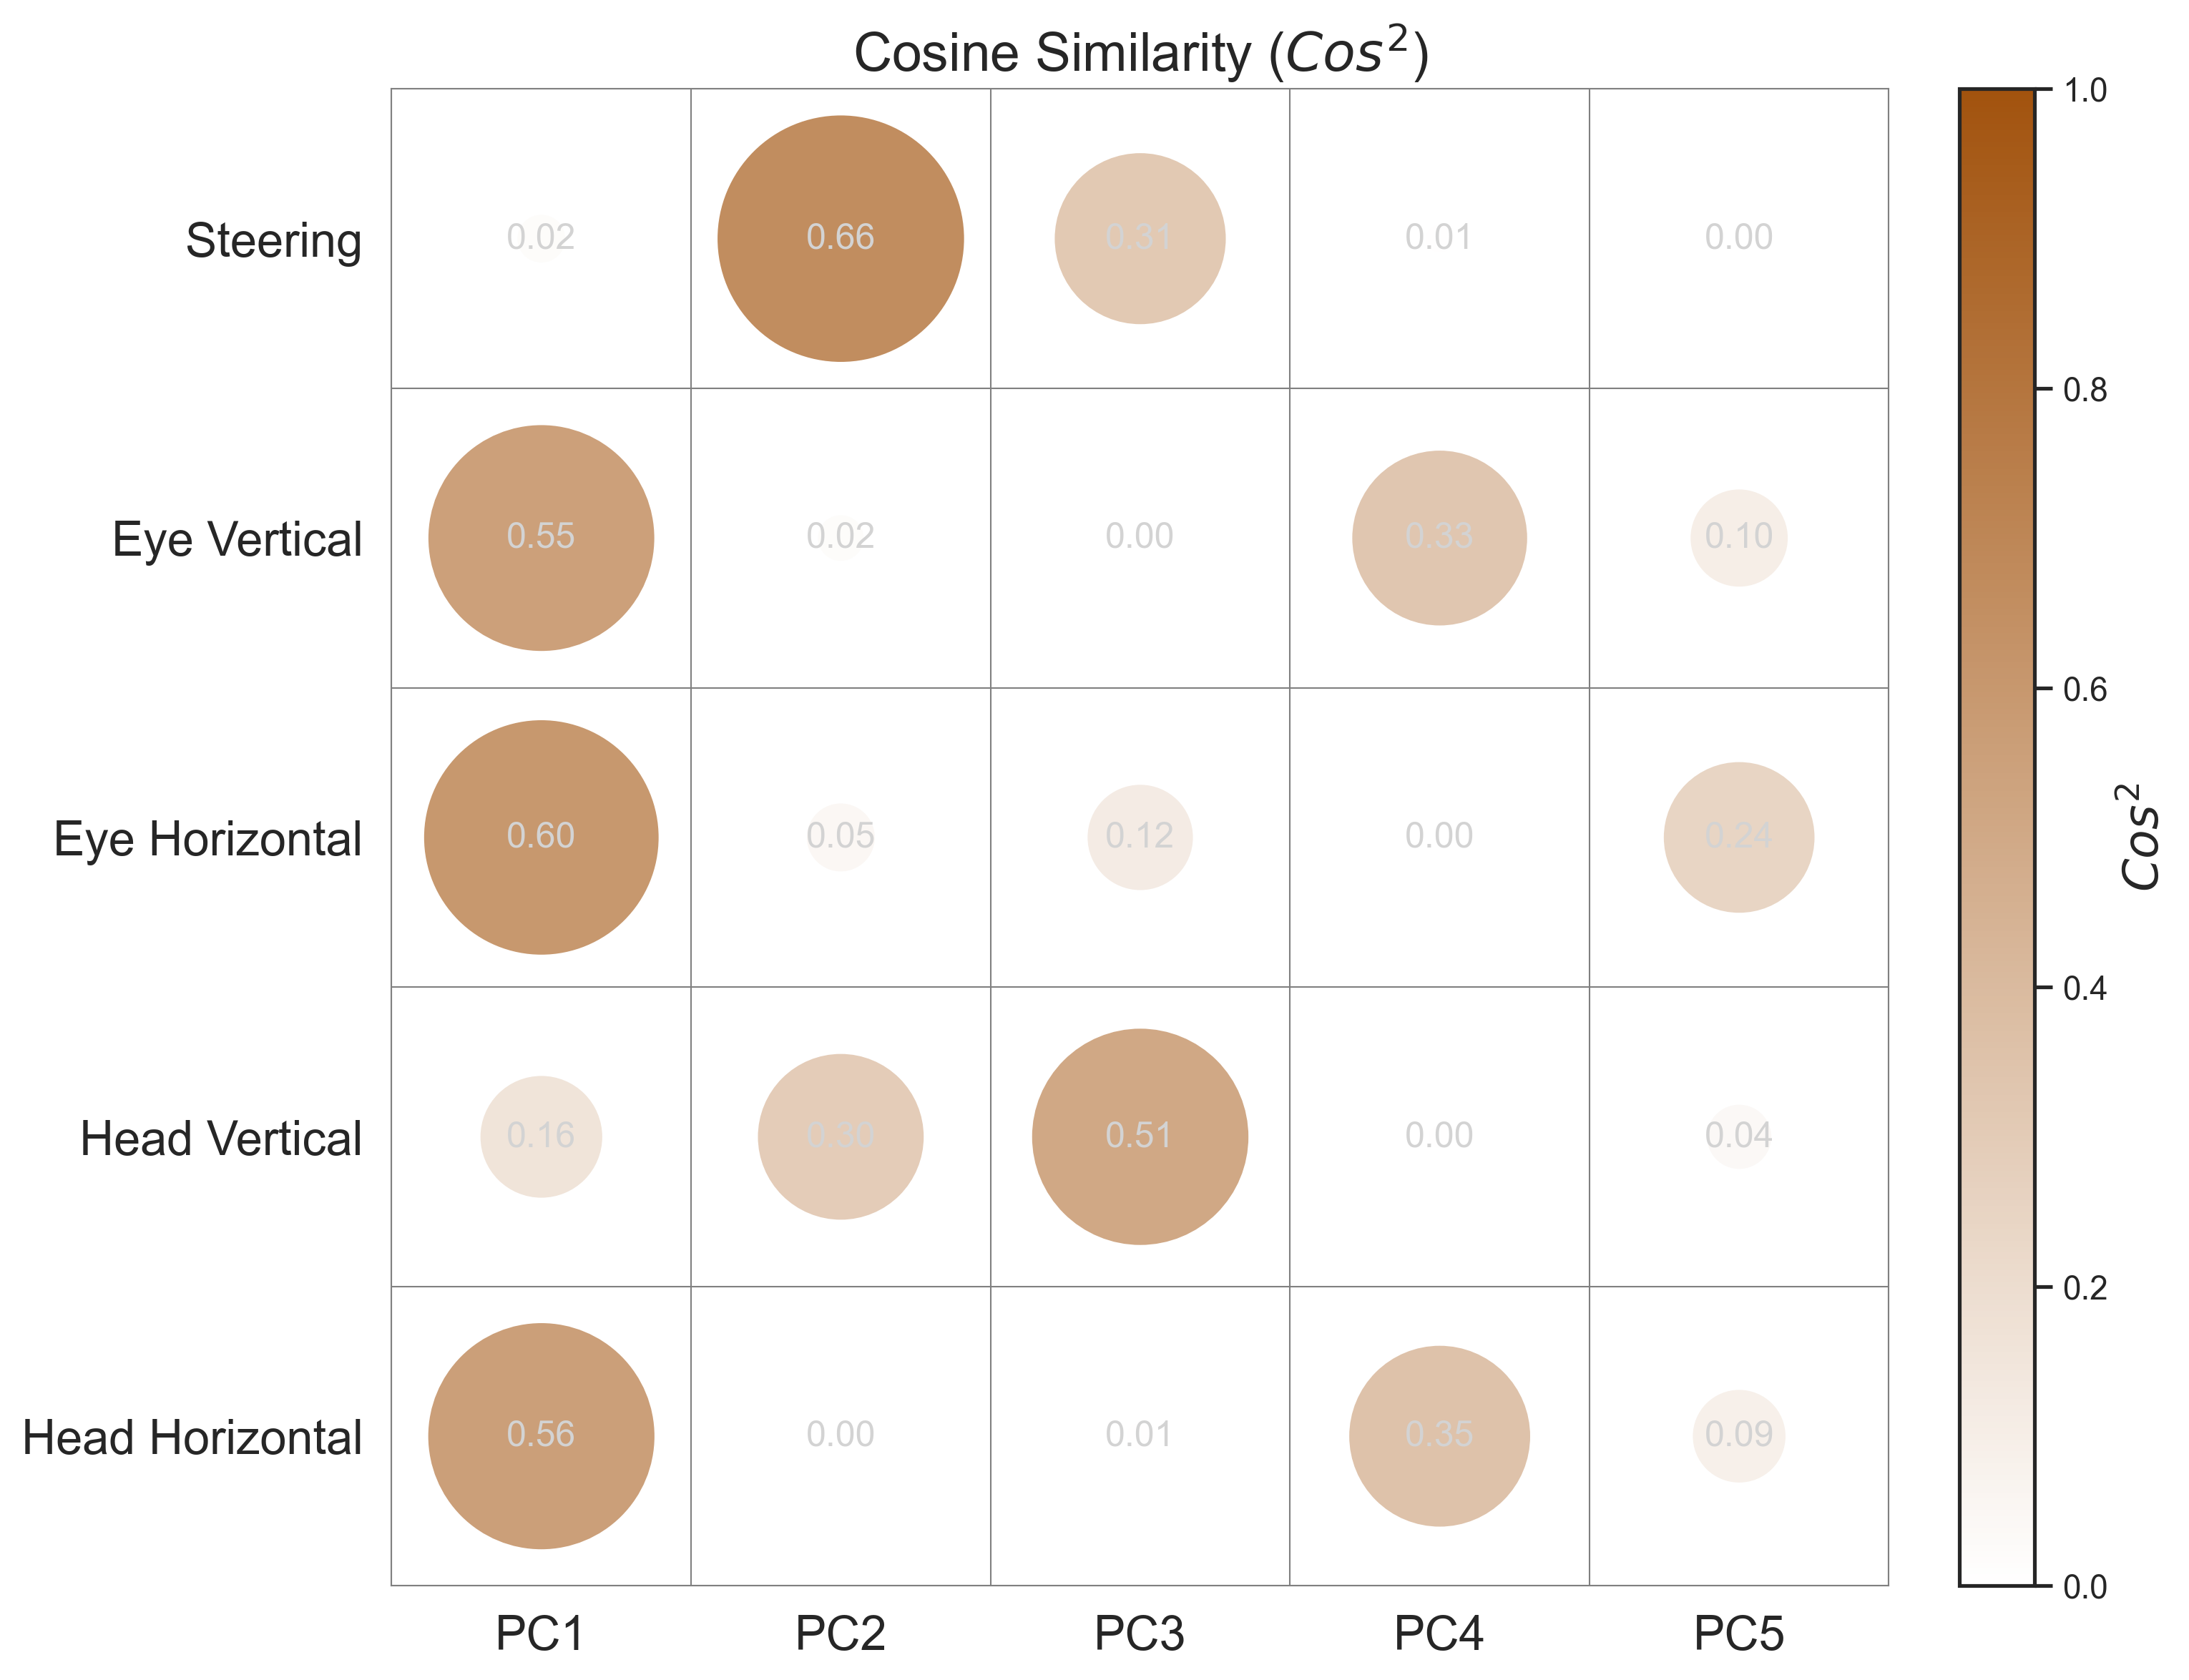 Cosine Similarity (Cos²)
Steering
0.02 0.66 0.31 0.01 0.00
Eye Vertical
0.55 0.02 0.00 0.33 0.10
Eye Horizontal
0.60 0.05 0.12 0.00 0.24
Head Vertical
0.16 0.30 0.51 0.00 0.04
Head Horizontal
0.56 0.00 0.01 0.35 0.09
PC1 PC2 PC3 PC4 PC5
1.0
0.8
0.6
0.4
0.2
0.0
Cos²